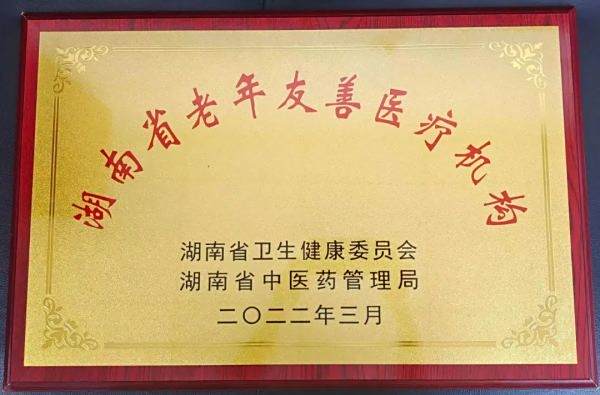 湖南省老年友善医疗机构
湖南省卫生健康委员会
湖南省中医药管理局
二〇二二年三月